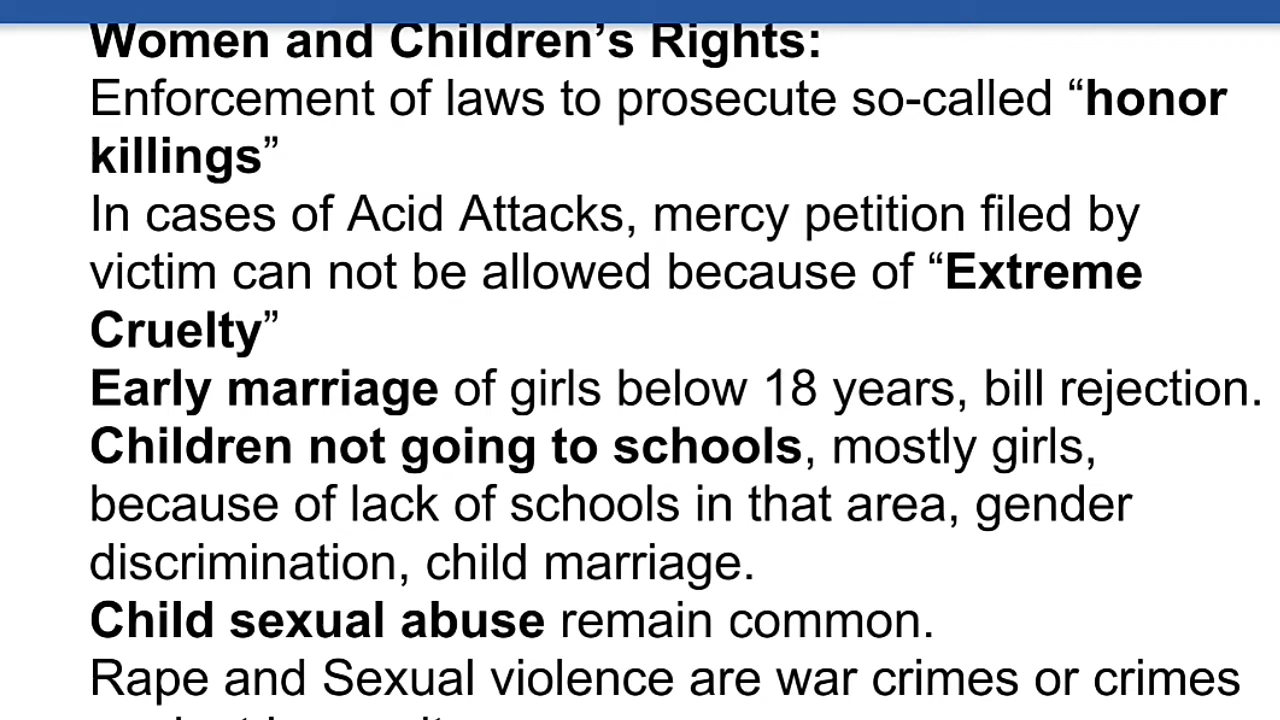 Women and Children’s Rights:
Enforcement of laws to prosecute so-called “honor
killings”
In cases of Acid Attacks, mercy petition filed by
victim can not be allowed because of “Extreme
Cruelty”
Early marriage of girls below 18 years, bill rejection.
Children not going to schools, mostly girls,
because of lack of schools in that area, gender
discrimination, child marriage.
Child sexual abuse remain common.
Rape and Sexual violence are war crimes or crimes